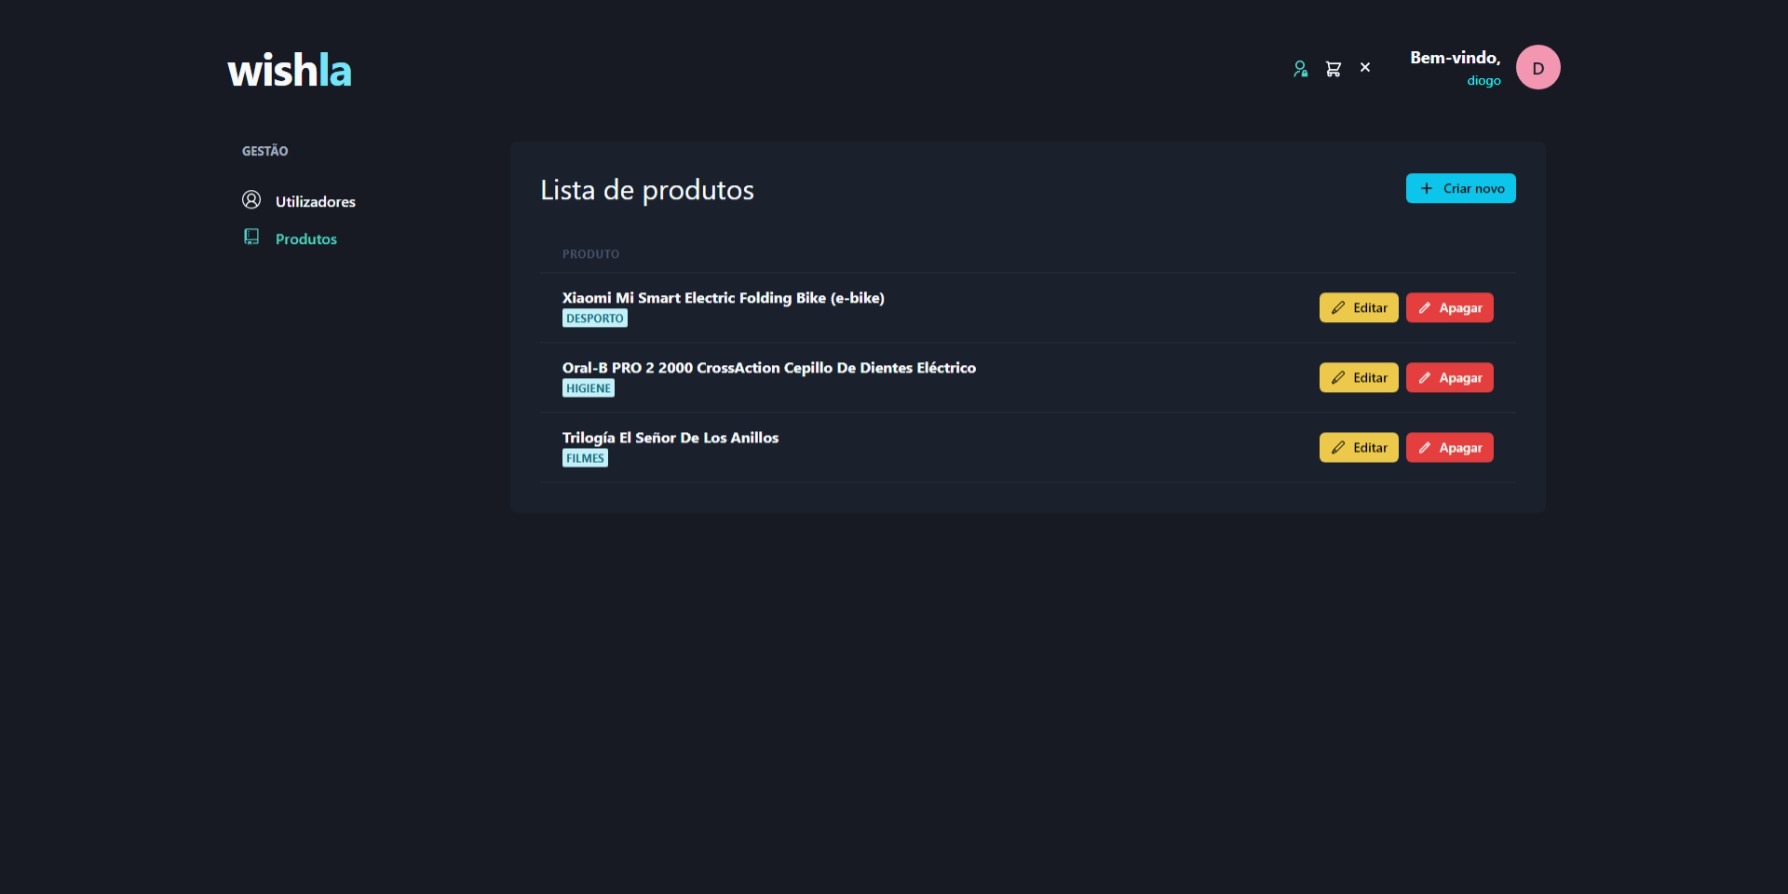 wishla
Bem-vindo,
diogo
D
GESTÃO
Utilizadores
Produtos
Lista de produtos
Criar novo
PRODUTO
Xiaomi Mi Smart Electric Folding Bike (e-bike)
DESPORTO
Editar
Apagar
Oral-B PRO 2 2000 CrossAction Cepillo De Dientes Eléctrico
HIGIENE
Editar
Apagar
Trilogía El Señor De Los Anillos
FILMES
Editar
Apagar